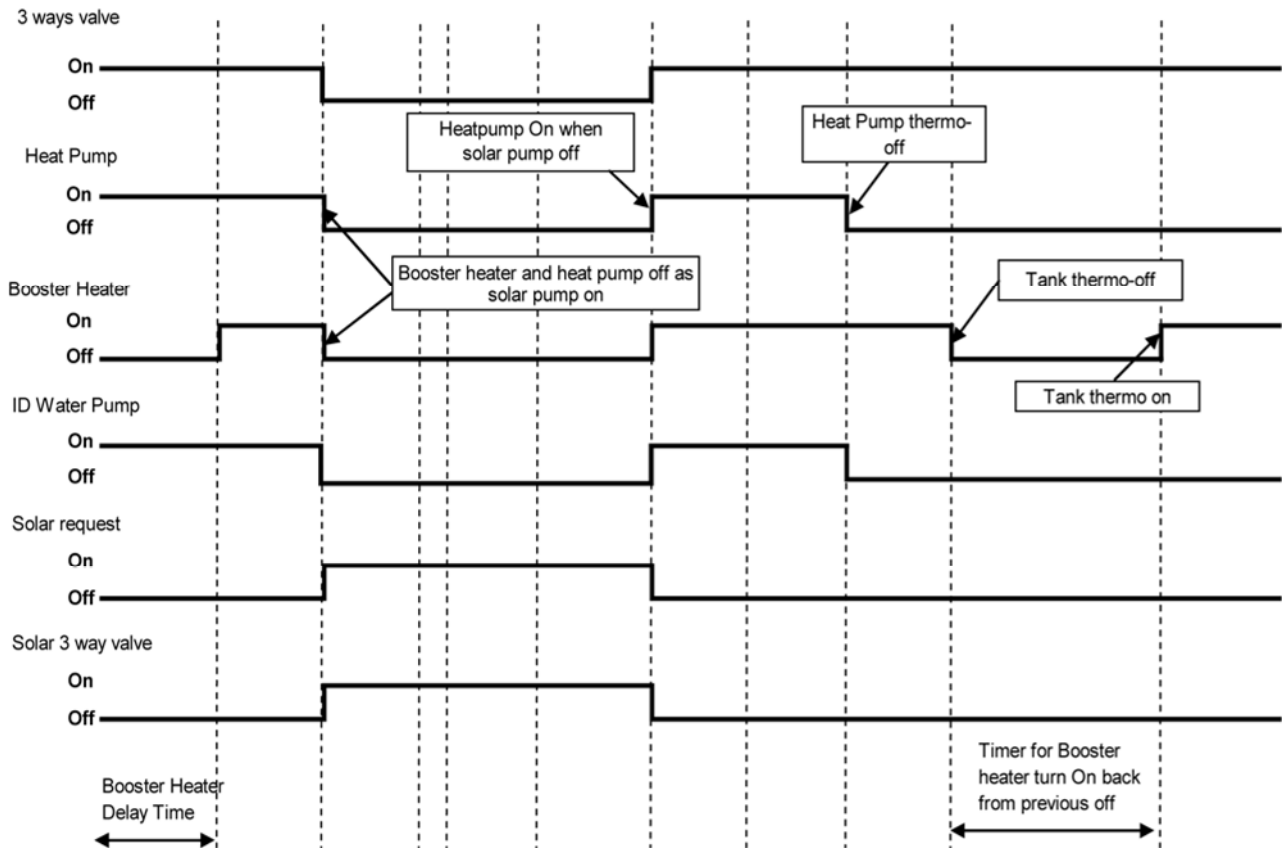 3 ways valve
On
Off
Heatpump On when
solar pump off
Heat Pump thermo-
off
Heat Pump
On
Off
Booster heater and heat pump off as
solar pump on
Tank thermo-off
Booster Heater
On
Off
Tank thermo on
ID Water Pump
On
Off
Solar request
On
Off
Solar 3 way valve
On
Off
Booster Heater
Delay Time
Timer for Booster
heater turn On back
from previous off